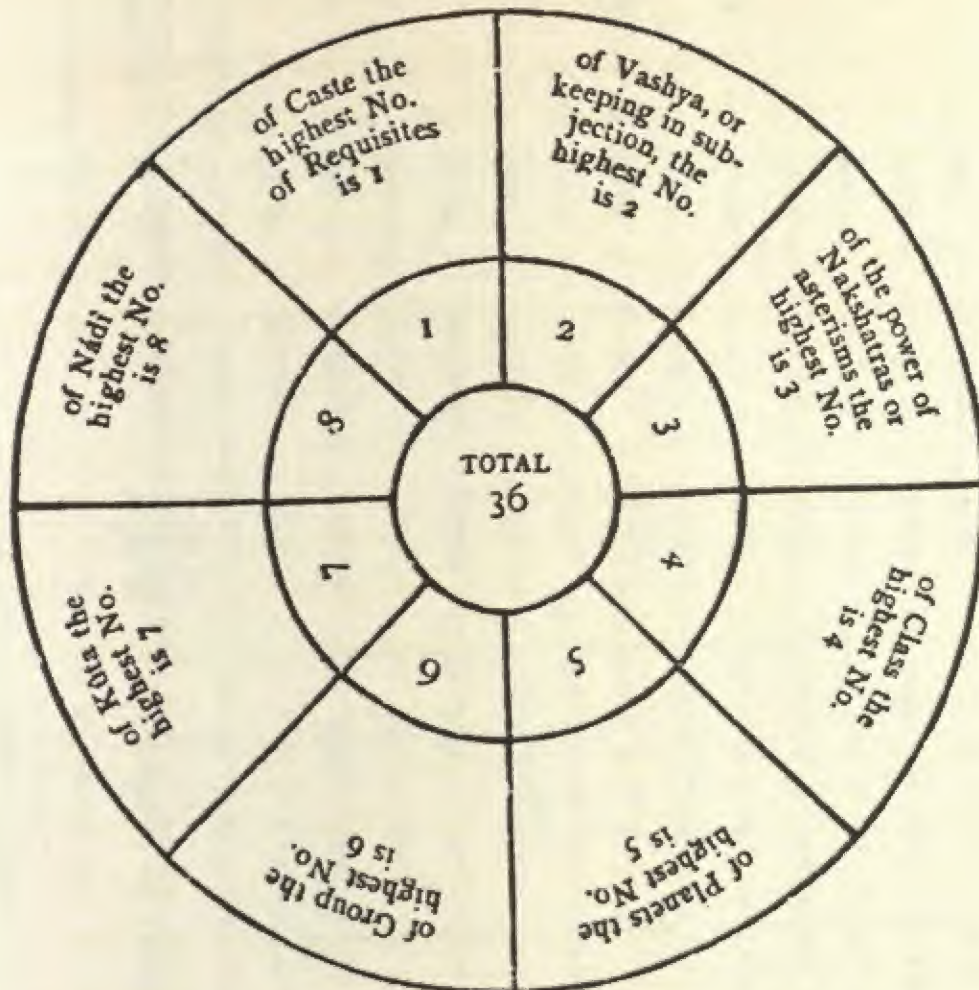 of Caste the
highest No.
of Requisites
is 1
of Vashya, or
keeping in sub-
jection, the
highest No.
is 2
of the power of
Nakshatras or
asterisms the
highest No.
is 3
of Class the
highest No.
is 4
of Planets the
highest No.
is 5
of Group the
highest No.
is 6
of Kûta the
highest No.
is 7
of Nádi the
highest No.
is 8
1
2
3
4
5
6
7
8
TOTAL
36